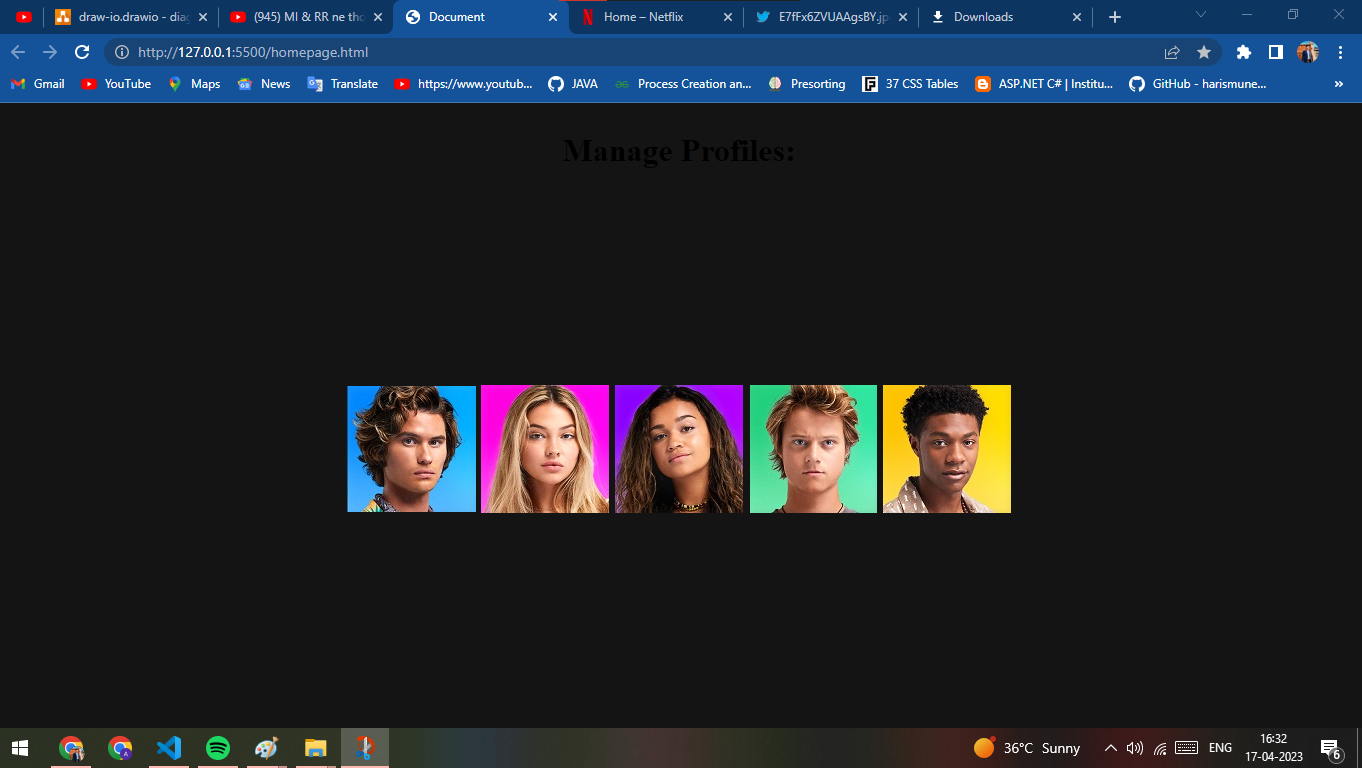 draw-io.drawio - diag
(945) MI & RR ne tho
Document
Home – Netflix
E7fFx6ZVUAAgsBY.jp
Downloads
http://127.0.0.1:5500/homepage.html
Gmail
YouTube
Maps
News
Translate
https://www.youtub...
JAVA
Process Creation an...
Presorting
37 CSS Tables
ASP.NET C# | Institu...
GitHub - harismune...
»
Manage Profiles:
36°C Sunny
ENG
16:32
17-04-2023
6